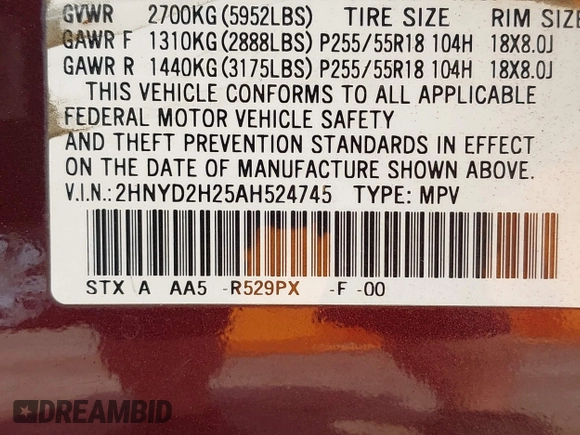 GVWR 2700KG (5952LBS) TIRE SIZE RIM SIZE
GAWR F 1310KG (2888LBS) P255/55R18 104H 18X8.0J
GAWR R 1440KG (3175LBS) P255/55R18 104H 18X8.0J
THIS VEHICLE CONFORMS TO ALL APPLICABLE
FEDERAL MOTOR VEHICLE SAFETY
AND THEFT PREVENTION STANDARDS IN EFFECT
ON THE DATE OF MANUFACTURE SHOWN ABOVE.
V.I.N.:2HNYD2H25AH524745 TYPE: MPV
STX A AA5 -R529PX -F -00
DREAMBID